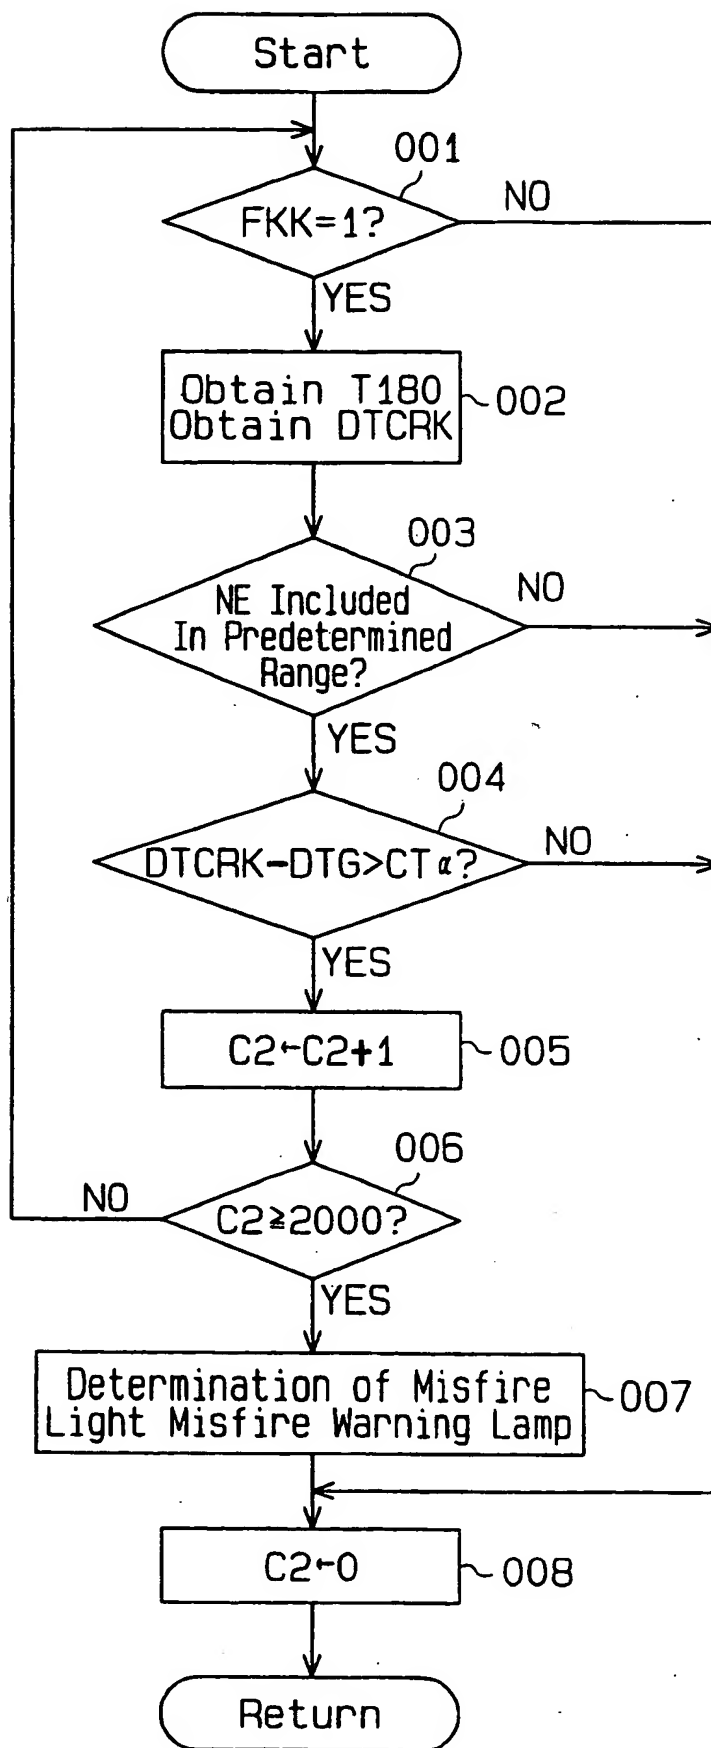 Start
001
FKK=1?
NO
YES
Obtain T180
Obtain DTCRK
002
003
NE Included
In Predetermined
Range?
NO
YES
004
DTCRK-DTG>CTα?
NO
YES
C2←C2+1
005
006
NO
C2≧2000?
YES
Determination of Misfire
Light Misfire Warning Lamp
007
C2←0
008
Return